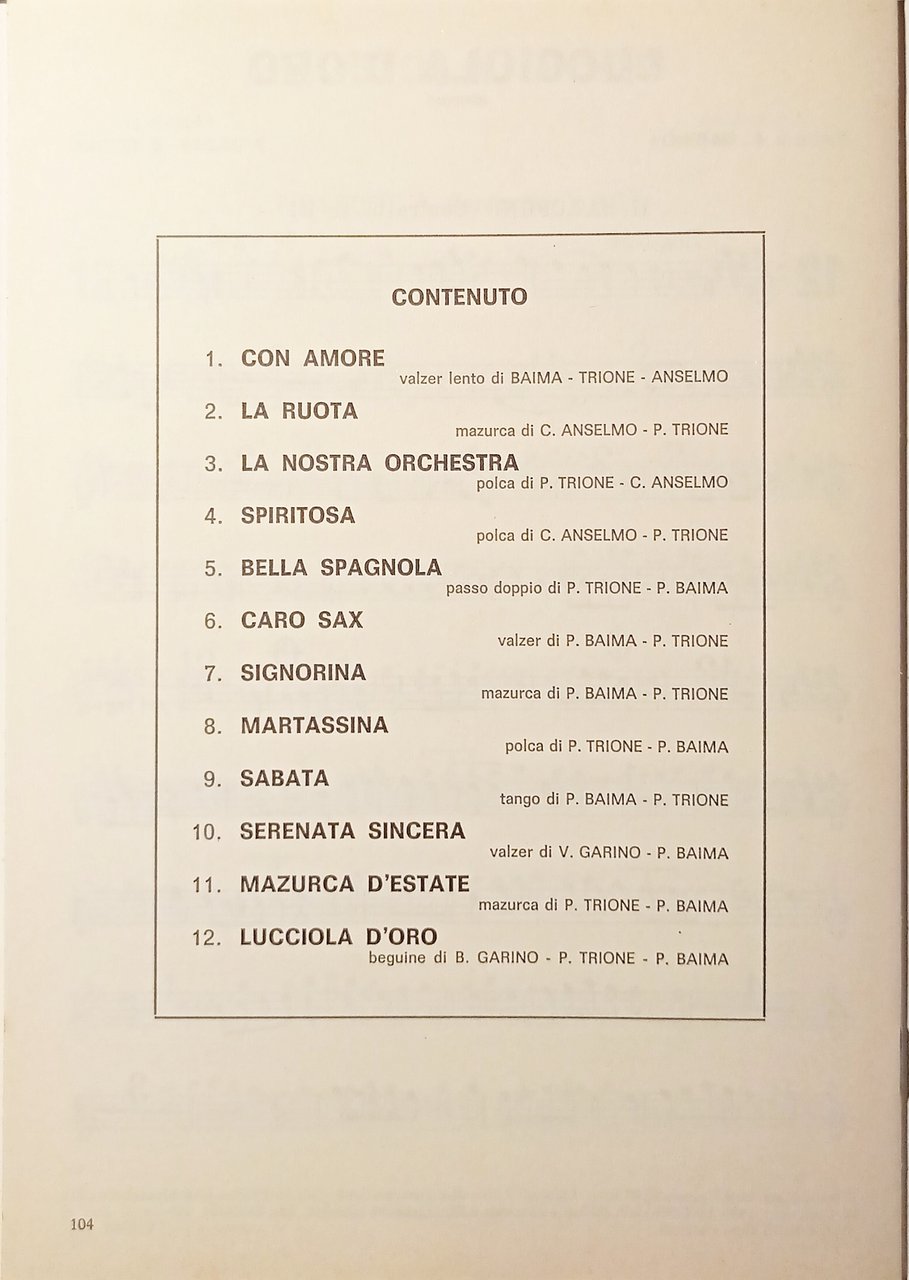 CONTENUTO
1. CON AMORE
valzer lento di BAIMA - TRIONE - ANSELMO
2. LA RUOTA
mazurca di C. ANSELMO - P. TRIONE
3. LA NOSTRA ORCHESTRA
polca di P. TRIONE - C. ANSELMO
4. SPIRITOSA
polca di C. ANSELMO - P. TRIONE
5. BELLA SPAGNOLA
passo doppio di P. TRIONE - P. BAIMA
6. CARO SAX
valzer di P. BAIMA - P. TRIONE
7. SIGNORINA
mazurca di P. BAIMA - P. TRIONE
8. MARTASSINA
polca di P. TRIONE - P. BAIMA
9. SABATA
tango di P. BAIMA - P. TRIONE
10. SERENATA SINCERA
valzer di V. GARINO - P. BAIMA
11. MAZURCA D'ESTATE
mazurca di P. TRIONE - P. BAIMA
12. LUCCIOLA D'ORO
beguine di B. GARINO - P. TRIONE - P. BAIMA
104